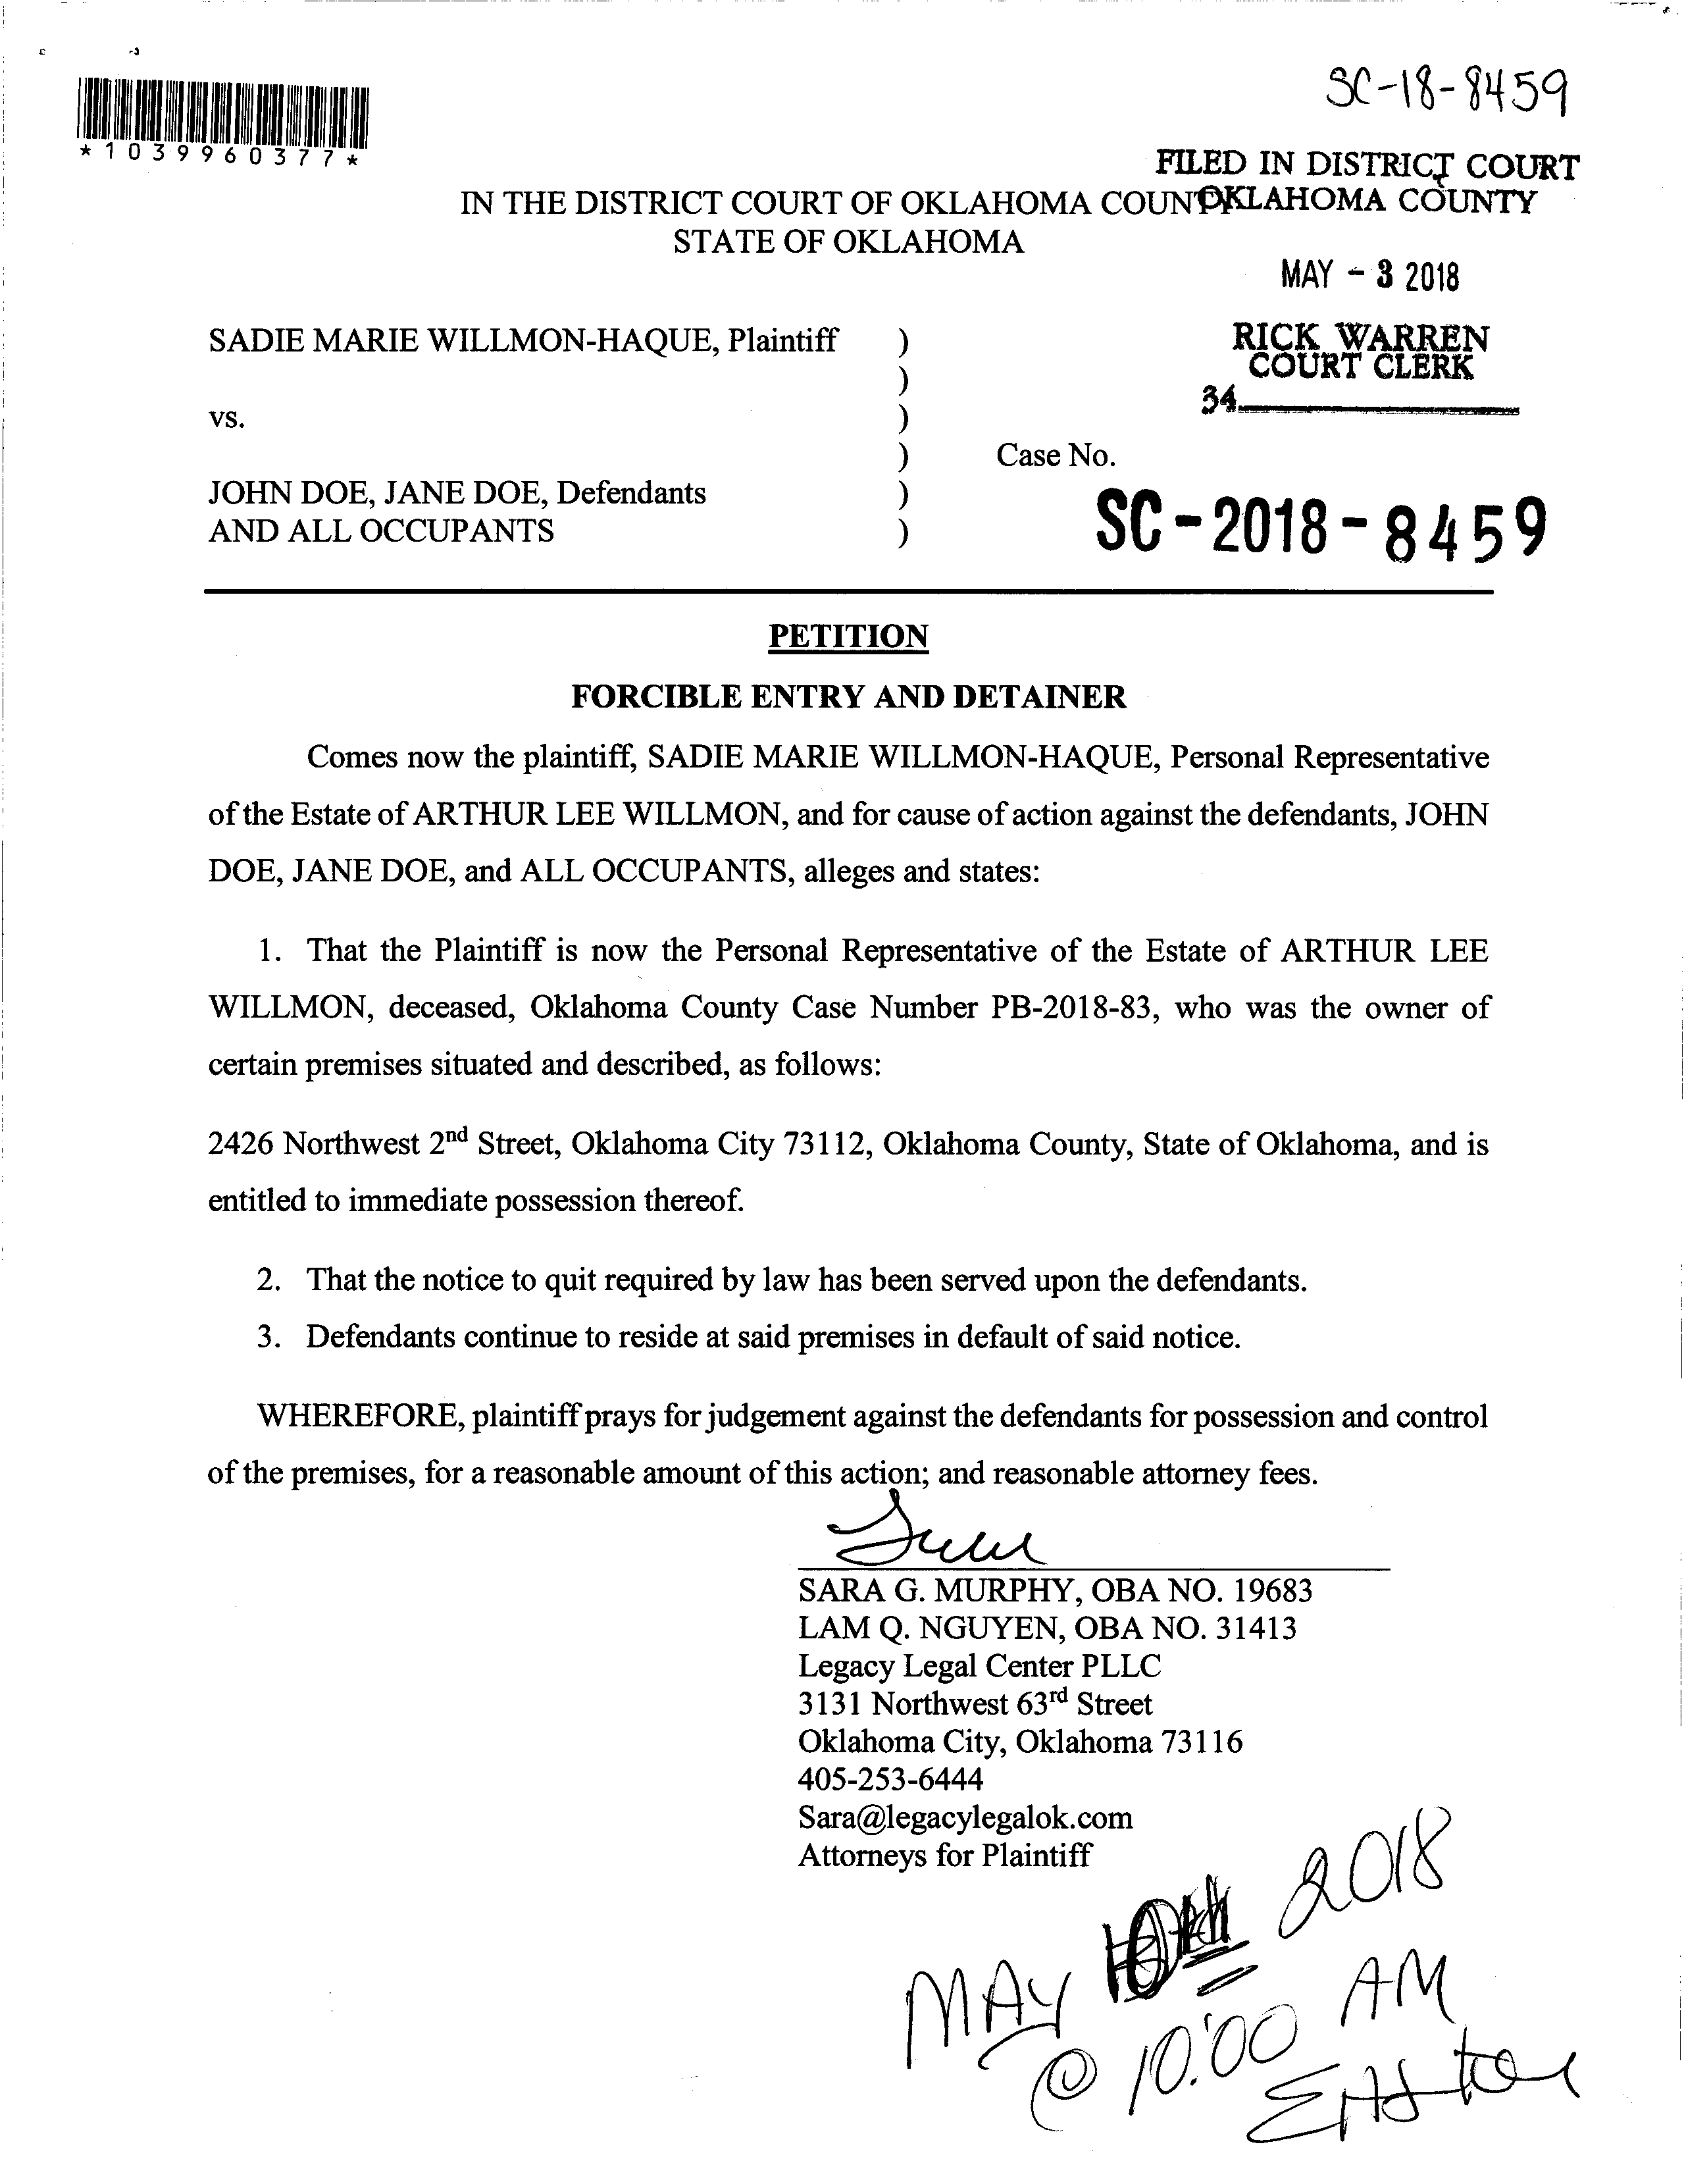 SC-18-8459
*1039960377*
FILED IN DISTRICT COURT
OKLAHOMA COUNTY
IN THE DISTRICT COURT OF OKLAHOMA COUN
STATE OF OKLAHOMA
MAY - 3 2018
RICK WARREN
COURT CLERK
34
SADIE MARIE WILLMON-HAQUE, Plaintiff )
)
vs. )
) Case No.
JOHN DOE, JANE DOE, Defendants )
AND ALL OCCUPANTS )
SC-2018-8459
PETITION
FORCIBLE ENTRY AND DETAINER
Comes now the plaintiff, SADIE MARIE WILLMON-HAQUE, Personal Representative
of the Estate of ARTHUR LEE WILLMON, and for cause of action against the defendants, JOHN
DOE, JANE DOE, and ALL OCCUPANTS, alleges and states:
1. That the Plaintiff is now the Personal Representative of the Estate of ARTHUR LEE
WILLMON, deceased, Oklahoma County Case Number PB-2018-83, who was the owner of
certain premises situated and described, as follows:
2426 Northwest 2nd Street, Oklahoma City 73112, Oklahoma County, State of Oklahoma, and is
entitled to immediate possession thereof.
2. That the notice to quit required by law has been served upon the defendants.
3. Defendants continue to reside at said premises in default of said notice.
WHEREFORE, plaintiff prays for judgement against the defendants for possession and control
of the premises, for a reasonable amount of this action; and reasonable attorney fees.
SARA G. MURPHY, OBA NO. 19683
LAM Q. NGUYEN, OBA NO. 31413
Legacy Legal Center PLLC
3131 Northwest 63rd Street
Oklahoma City, Oklahoma 73116
405-253-6444
Sara@legacylegalok.com
Attorneys for Plaintiff
MAY 2018
@ 10:00 AM